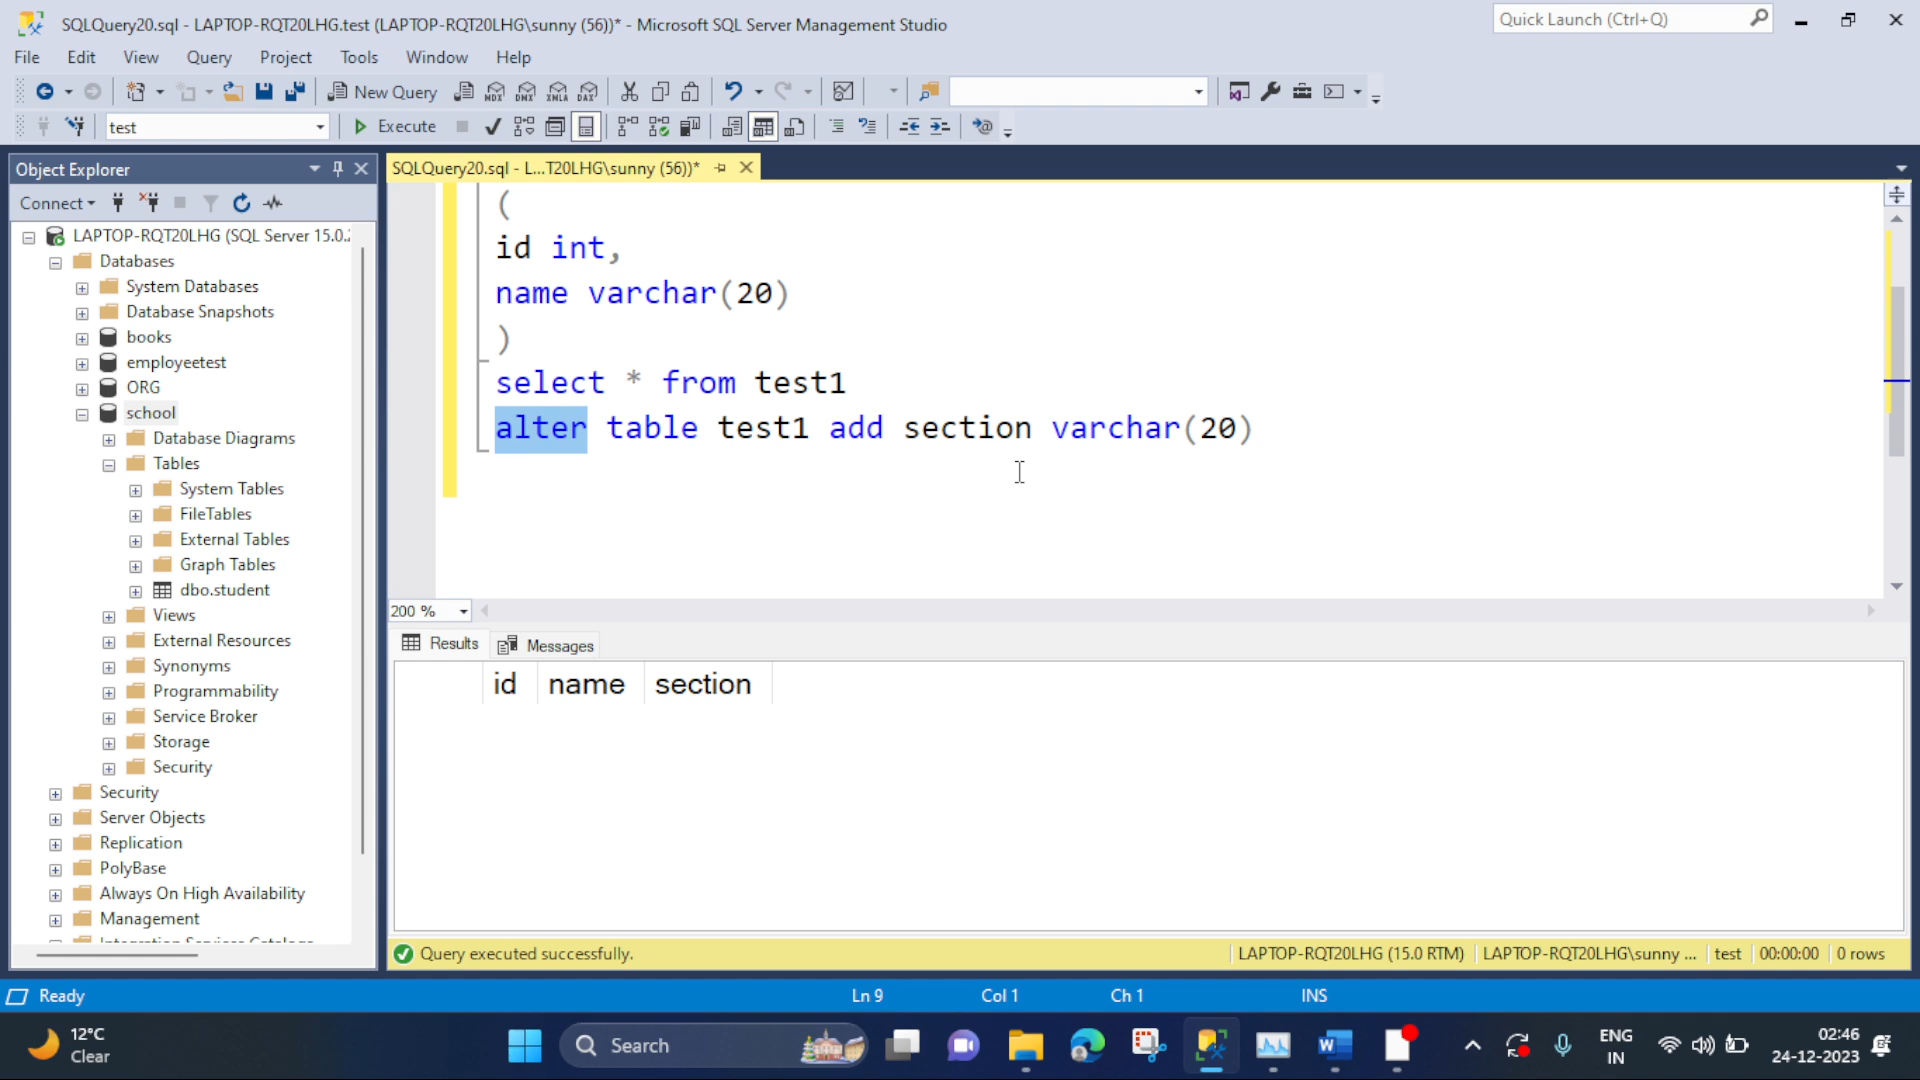 SQLQuery20.sql - LAPTOP-RQT20LHG.test (LAPTOP-RQT20LHG\sunny (56))* - Microsoft SQL Server Management Studio
Quick Launch (Ctrl+Q)
File Edit View Query Project Tools Window Help
New Query MDX DMX XMLA DAX
test Execute
Object Explorer
SQLQuery20.sql - L...T20LHG\sunny (56))*
Connect
LAPTOP-RQT20LHG (SQL Server 15.0.
Databases
System Databases
Database Snapshots
books
employeetest
ORG
school
Database Diagrams
Tables
System Tables
FileTables
External Tables
Graph Tables
dbo.student
Views
External Resources
Synonyms
Programmability
Service Broker
Storage
Security
Security
Server Objects
Replication
PolyBase
Always On High Availability
Management
Integration Services Catalogs
(
id int,
name varchar(20)
)
select * from test1
alter table test1 add section varchar(20)
200 %
Results Messages
id name section
Query executed successfully.
LAPTOP-RQT20LHG (15.0 RTM) LAPTOP-RQT20LHG\sunny ... test 00:00:00 0 rows
Ready Ln 9 Col 1 Ch 1 INS
12°C
Clear
Search
ENG
IN
02:46
24-12-2023